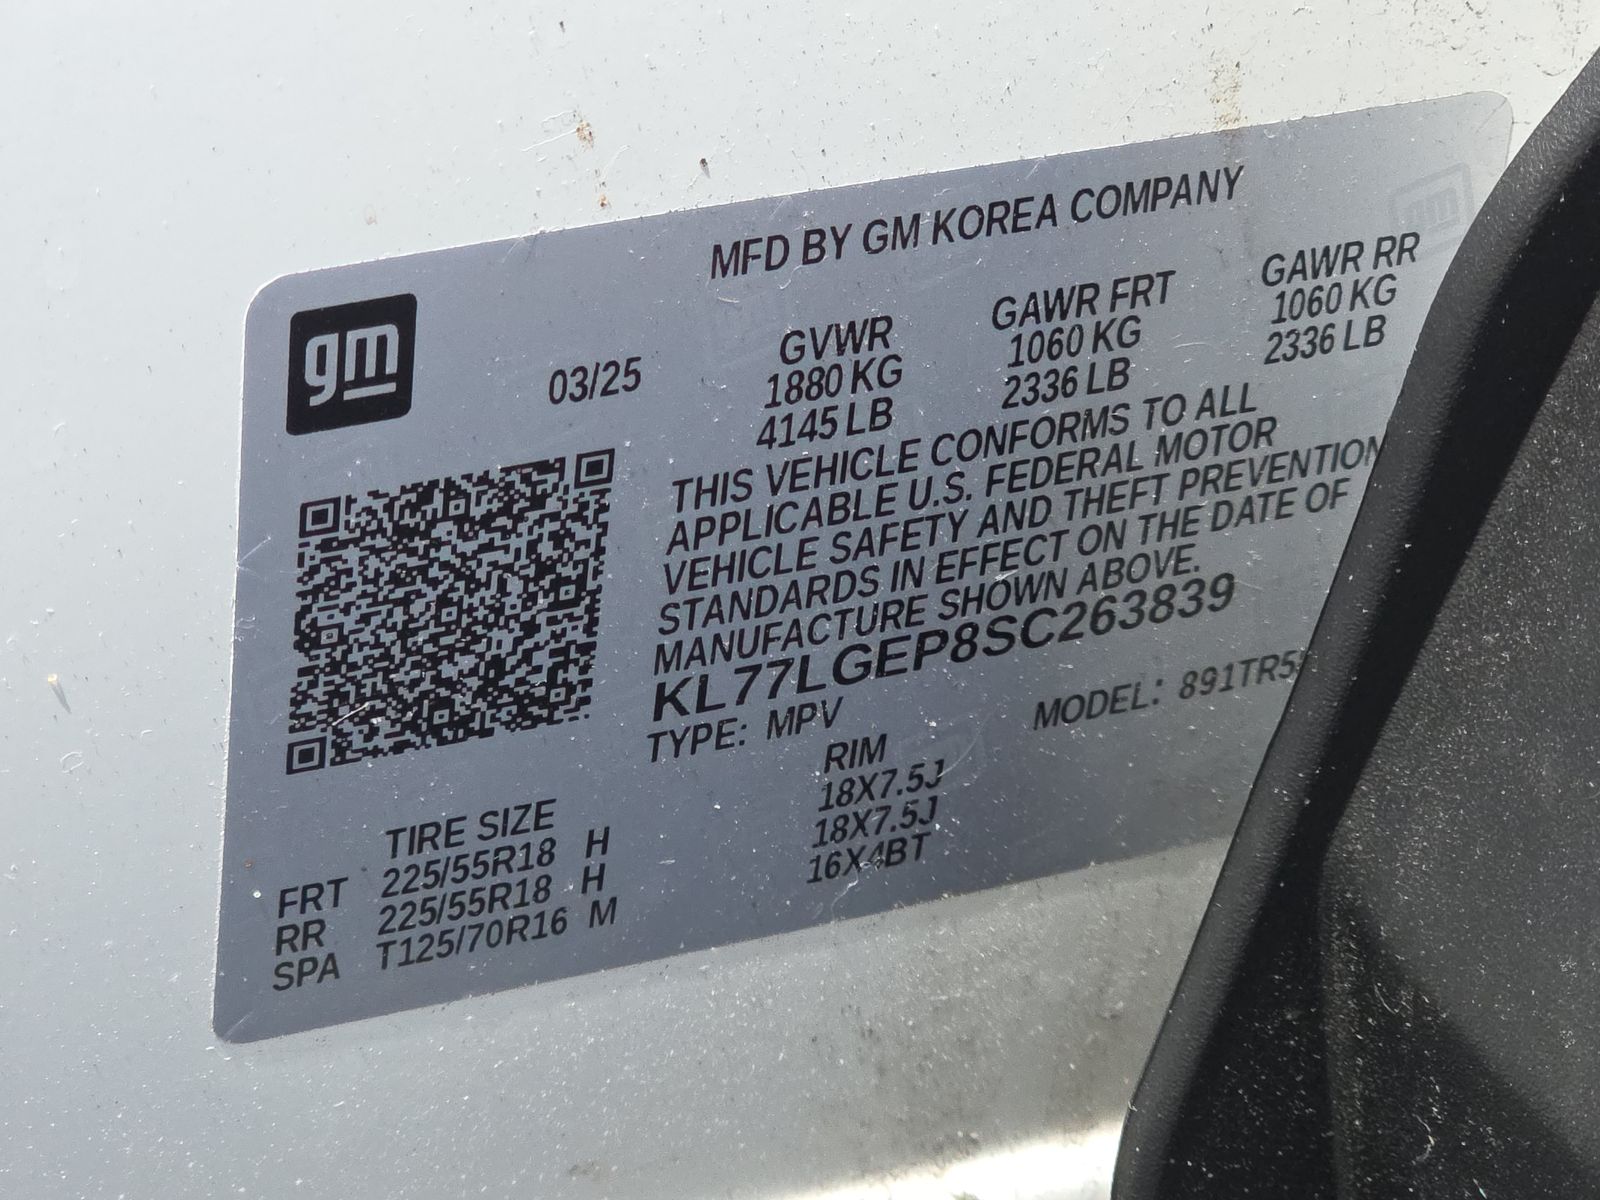 MFD BY GM KOREA COMPANY
gm
03/25
GVWR GAWR FRT GAWR RR
1880 KG 1060 KG 1060 KG
4145 LB 2336 LB 2336 LB
THIS VEHICLE CONFORMS TO ALL
APPLICABLE U.S. FEDERAL MOTOR
VEHICLE SAFETY AND THEFT PREVENTION
STANDARDS IN EFFECT ON THE DATE OF
MANUFACTURE SHOWN ABOVE.
KL77LGEP8SC263839
TYPE: MPV MODEL: 891TR5
TIRE SIZE RIM
FRT 225/55R18 H 18X7.5J
RR 225/55R18 H 18X7.5J
SPA T125/70R16 M 16X4BT